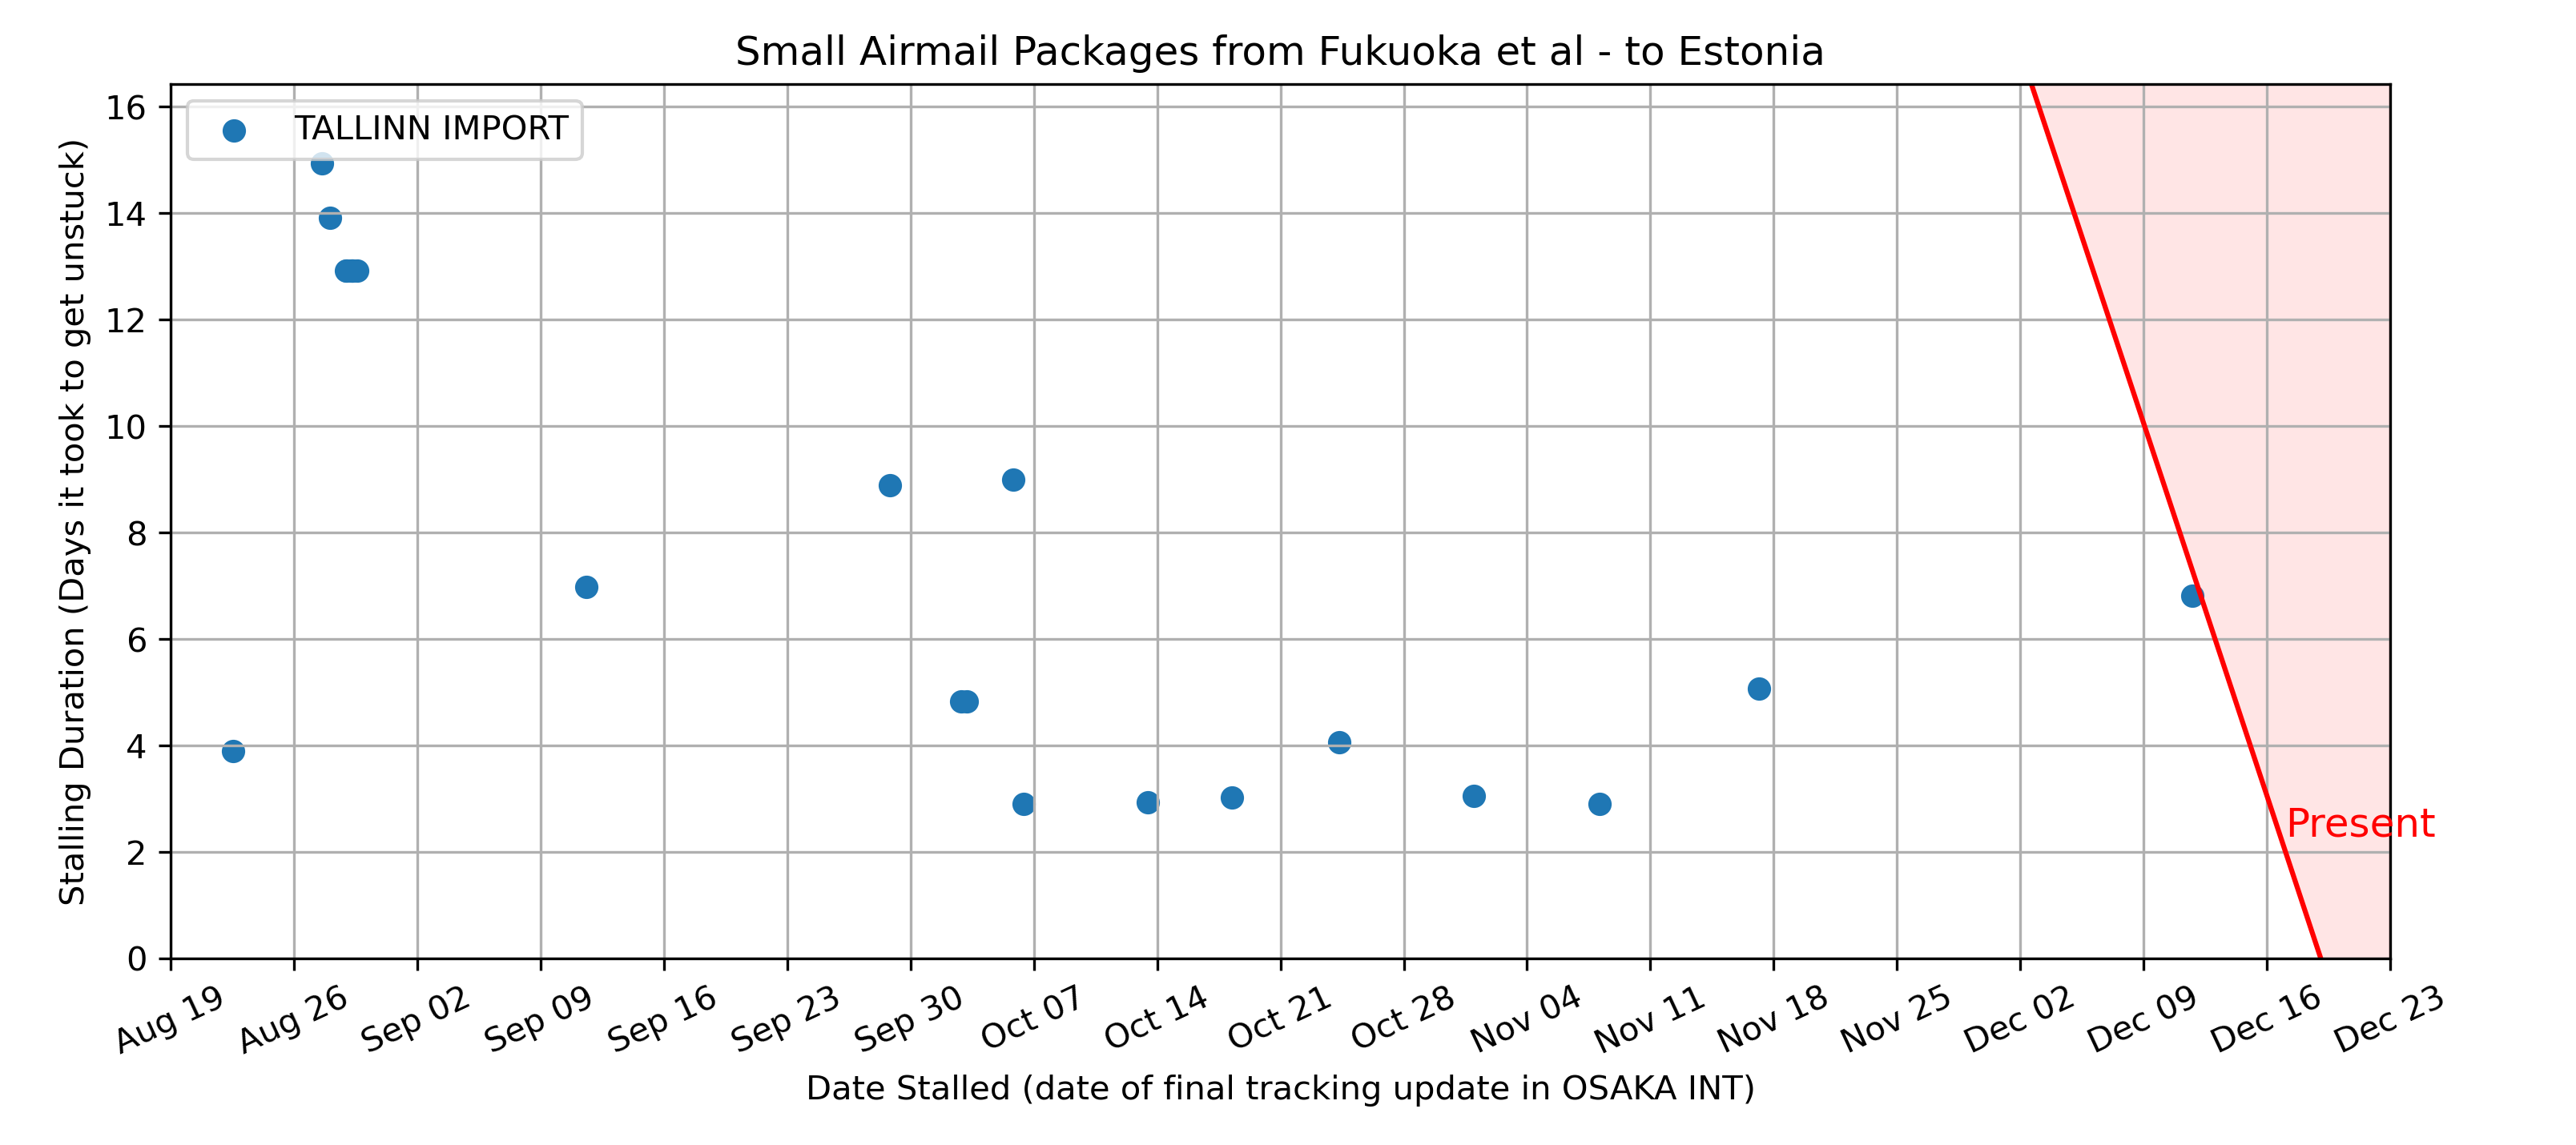 Small Airmail Packages from Fukuoka et al - to Estonia
TALLINN IMPORT
Stalling Duration (Days it took to get unstuck)
16
14
12
10
8
6
4
2
0
Present
Aug 19
Aug 26
Sep 02
Sep 09
Sep 16
Sep 23
Sep 30
Oct 07
Oct 14
Oct 21
Oct 28
Nov 04
Nov 11
Nov 18
Nov 25
Dec 02
Dec 09
Dec 16
Dec 23
Date Stalled (date of final tracking update in OSAKA INT)